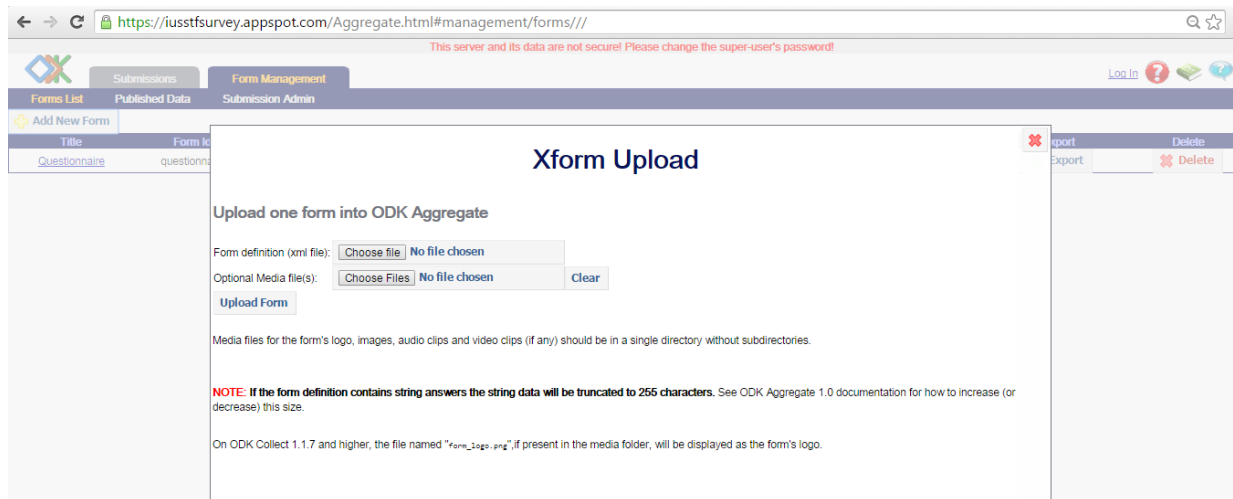 https://iusstfsurvey.appspot.com/Aggregate.html#management/forms///
This server and its data are not secure! Please change the super-user's password!
Submissions Form Management Log In
Forms List Published Data Submission Admin
Add New Form
Title Form Id xport Delete
Questionnaire questionna Export Delete
Xform Upload
Upload one form into ODK Aggregate
Form definition (xml file): Choose file No file chosen
Optional Media file(s): Choose Files No file chosen Clear
Upload Form
Media files for the form's logo, images, audio clips and video clips (if any) should be in a single directory without subdirectories.
NOTE: If the form definition contains string answers the string data will be truncated to 255 characters. See ODK Aggregate 1.0 documentation for how to increase (or
decrease) this size.
On ODK Collect 1.1.7 and higher, the file named "form_logo.png",if present in the media folder, will be displayed as the form's logo.